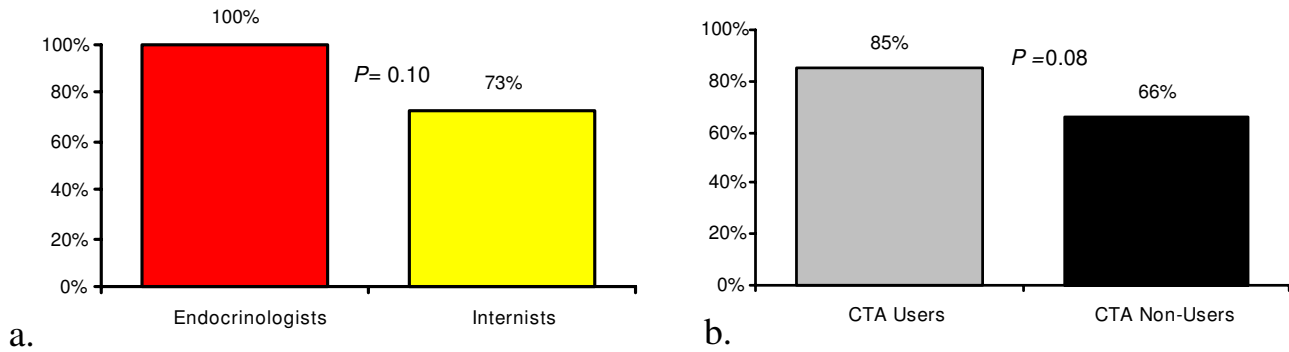 100%
100%
80%
60%
40%
20%
0%
P= 0.10
73%
Endocrinologists
Internists
a.
100%
80%
60%
40%
20%
0%
85%
P =0.08
66%
CTA Users
CTA Non-Users
b.